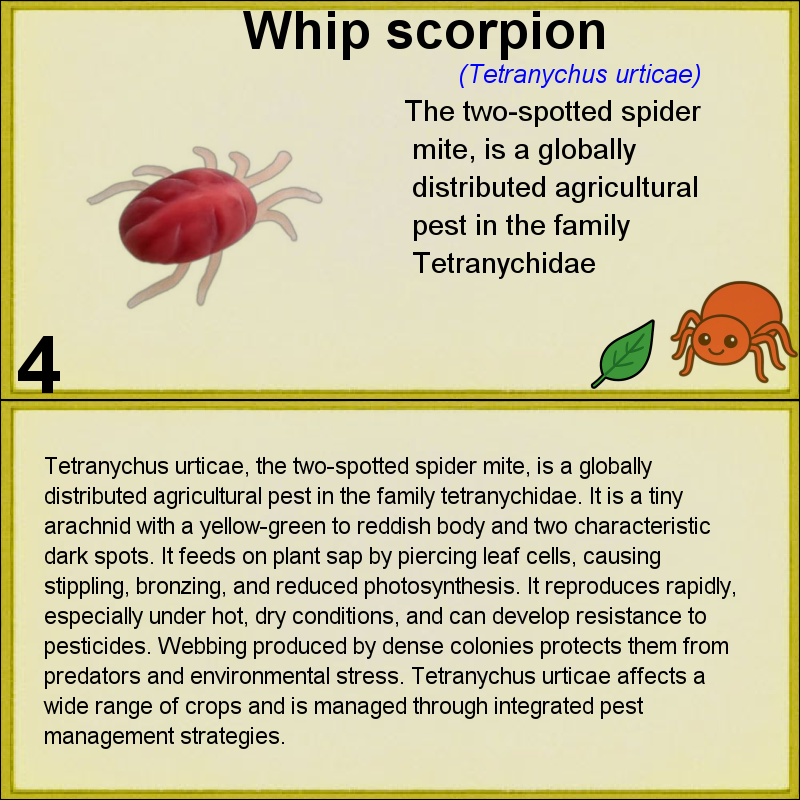 Whip scorpion
(Tetranychus urticae)
The two-spotted spider
mite, is a globally
distributed agricultural
pest in the family
Tetranychidae
4
Tetranychus urticae, the two-spotted spider mite, is a globally
distributed agricultural pest in the family tetranychidae. It is a tiny
arachnid with a yellow-green to reddish body and two characteristic
dark spots. It feeds on plant sap by piercing leaf cells, causing
stippling, bronzing, and reduced photosynthesis. It reproduces rapidly,
especially under hot, dry conditions, and can develop resistance to
pesticides. Webbing produced by dense colonies protects them from
predators and environmental stress. Tetranychus urticae affects a
wide range of crops and is managed through integrated pest
management strategies.